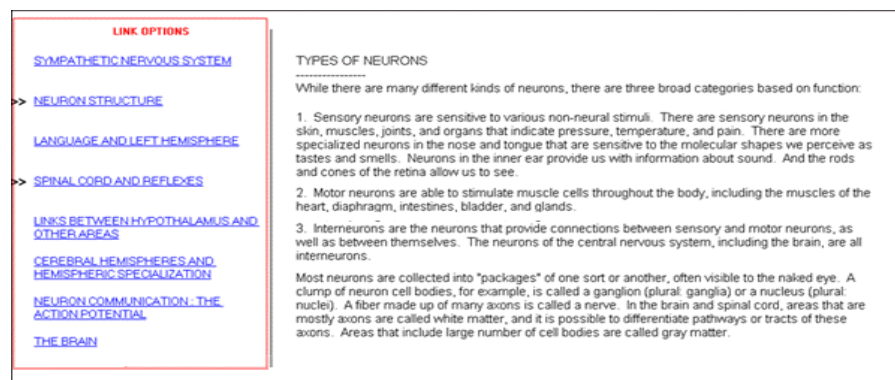 LINK OPTIONS
SYMPATHETIC NERVOUS SYSTEM
>> NEURON STRUCTURE
LANGUAGE AND LEFT HEMISPHERE
>> SPINAL CORD AND REFLEXES
LINKS BETWEEN HYPOTHALAMUS AND
OTHER AREAS
CEREBRAL HEMISPHERES AND
HEMISPHERIC SPECIALIZATION
NEURON COMMUNICATION : THE
ACTION POTENTIAL
THE BRAIN
TYPES OF NEURONS
----------------
While there are many different kinds of neurons, there are three broad categories based on function:
1. Sensory neurons are sensitive to various non-neural stimuli. There are sensory neurons in the
skin, muscles, joints, and organs that indicate pressure, temperature, and pain. There are more
specialized neurons in the nose and tongue that are sensitive to the molecular shapes we perceive as
tastes and smells. Neurons in the inner ear provide us with information about sound. And the rods
and cones of the retina allow us to see.
2. Motor neurons are able to stimulate muscle cells throughout the body, including the muscles of the
heart, diaphragm, intestines, bladder, and glands.
3. Interneurons are the neurons that provide connections between sensory and motor neurons, as
well as between themselves. The neurons of the central nervous system, including the brain, are all
interneurons.
Most neurons are collected into "packages" of one sort or another, often visible to the naked eye. A
clump of neuron cell bodies, for example, is called a ganglion (plural: ganglia) or a nucleus (plural:
nuclei). A fiber made up of many axons is called a nerve. In the brain and spinal cord, areas that are
mostly axons are called white matter, and it is possible to differentiate pathways or tracts of these
axons. Areas that include large number of cell bodies are called gray matter.